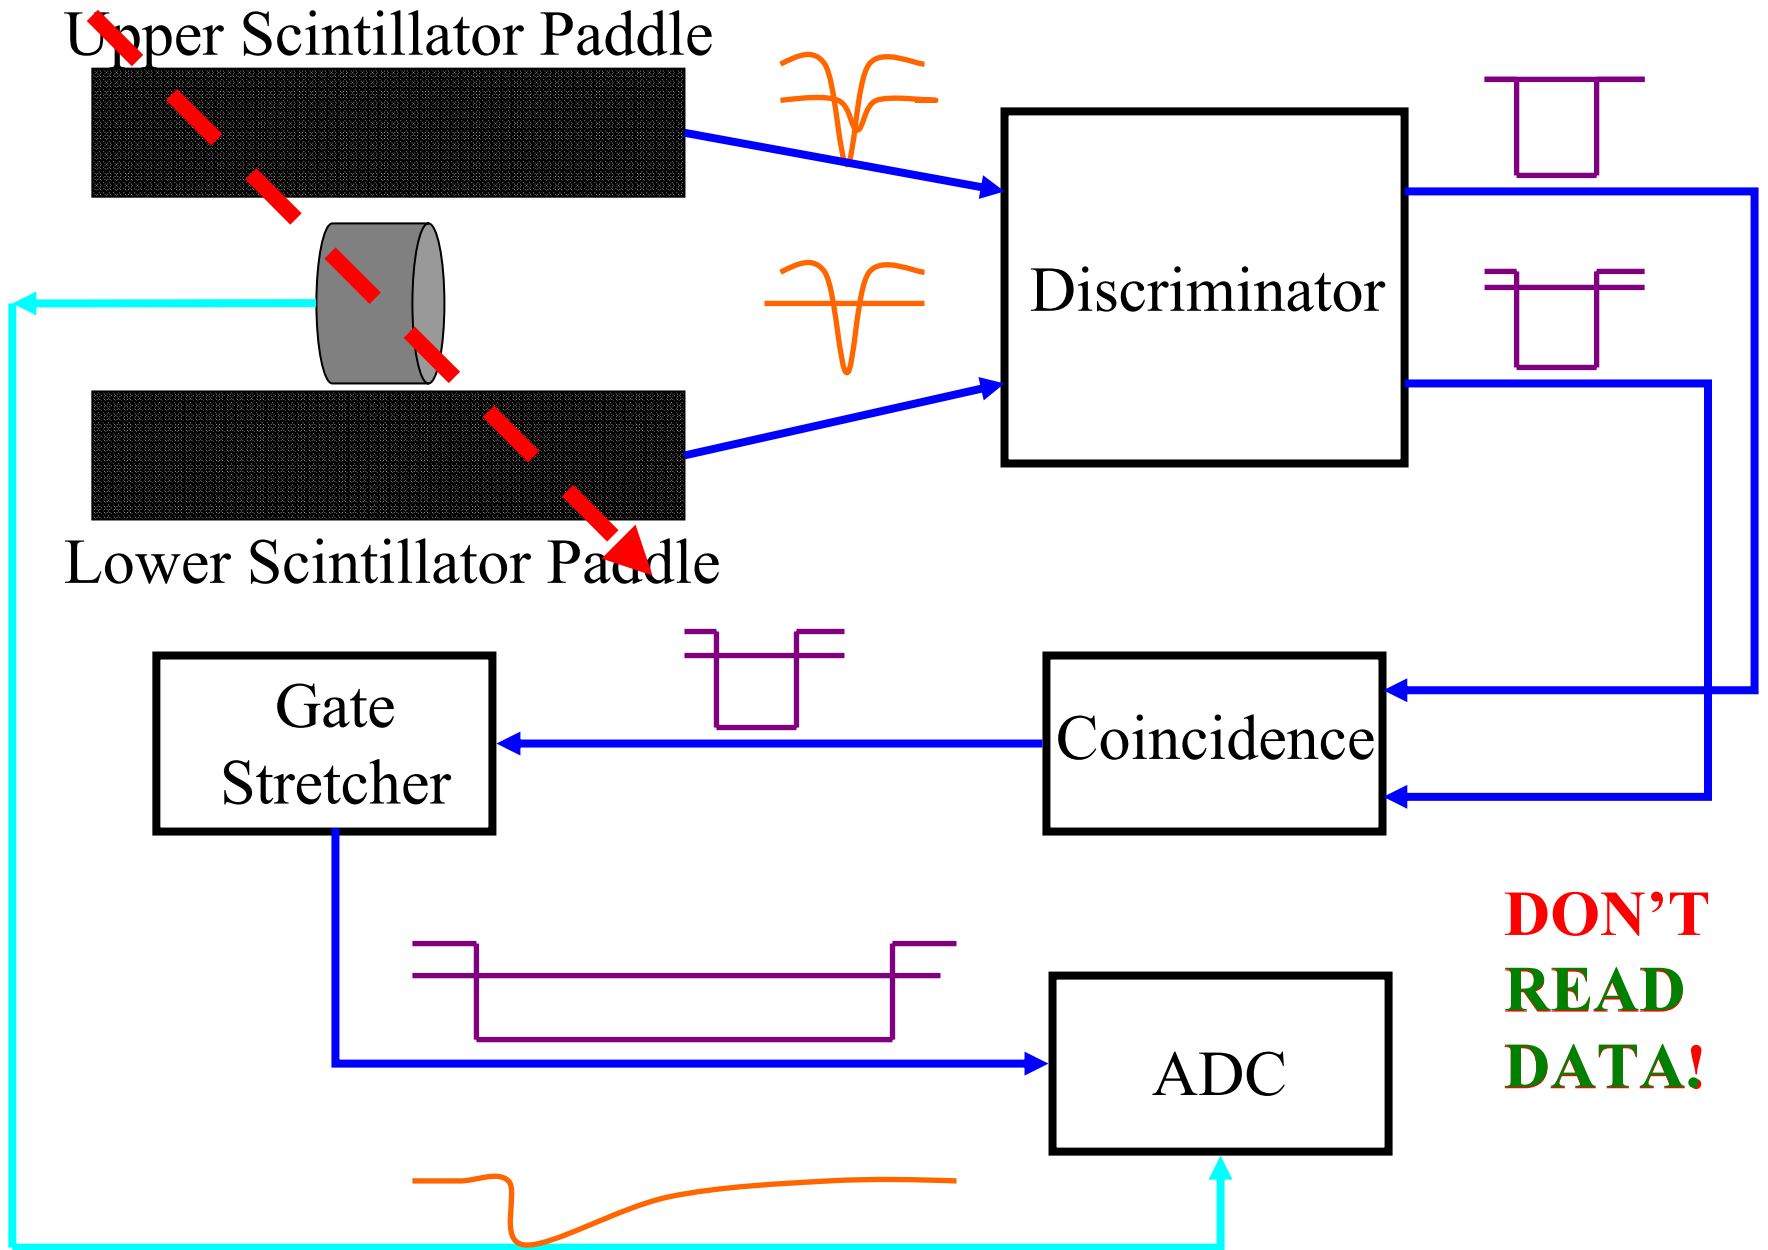 Upper Scintillator Paddle
Discriminator
Lower Scintillator Paddle
Gate
Stretcher
Coincidence
DON’T
READ
DATA!
ADC